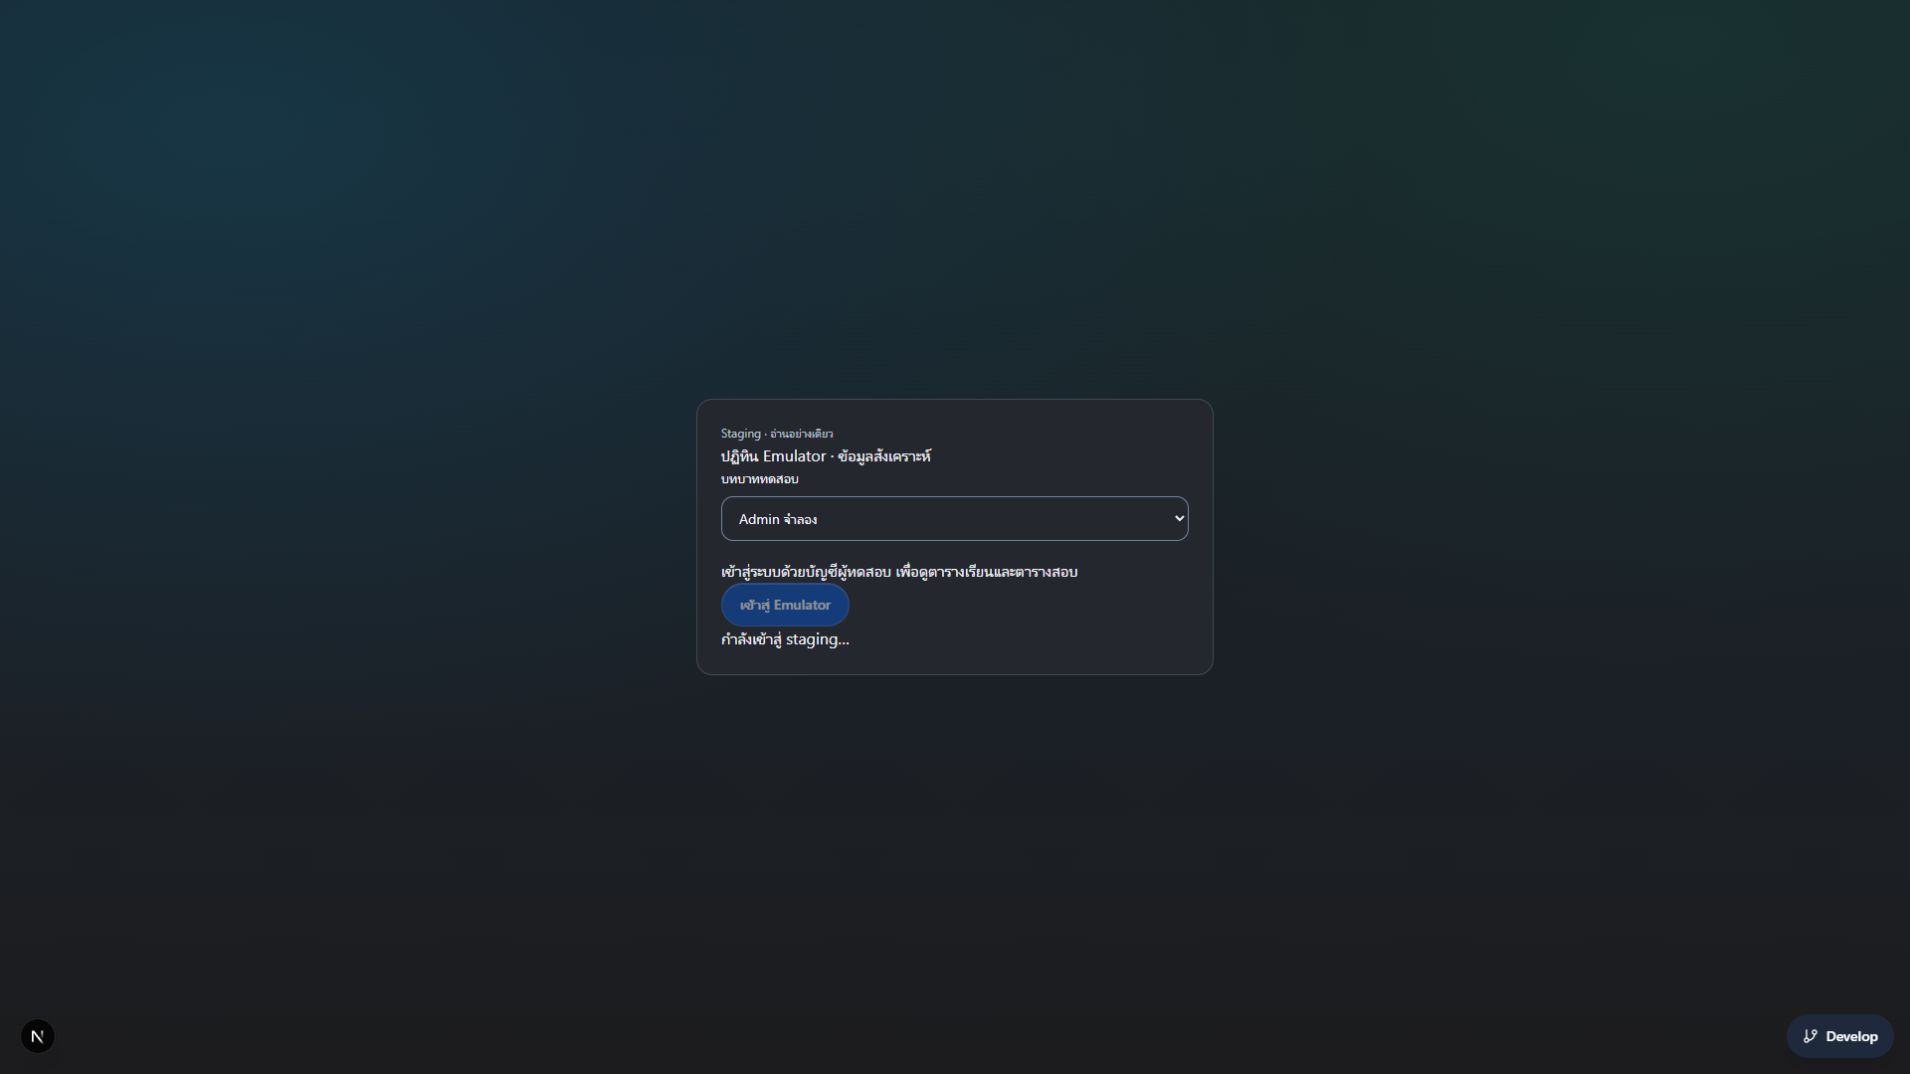 Staging · อ่านอย่างเดียว
ปฏิทิน Emulator · ข้อมูลสังเคราะห์
บทบาททดสอบ
Admin จำลอง
เข้าสู่ระบบด้วยบัญชีผู้ทดสอบ เพื่อดูตารางเรียนและตารางสอบ
เข้าสู่ Emulator
กำลังเข้าสู่ staging...
N
Develop